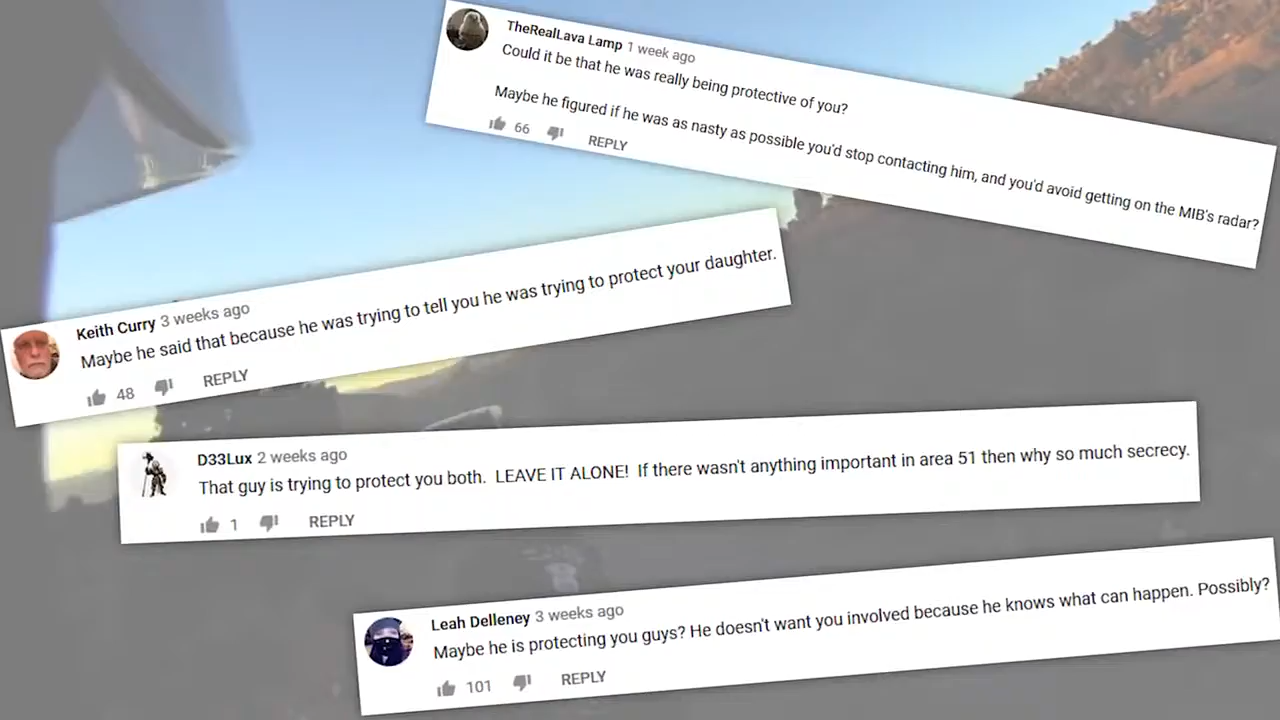 TheRealLava Lamp 1 week ago
Could it be that he was really being protective of you?
Maybe he figured if he was as nasty as possible you'd stop contacting him, and you'd avoid getting on the MIB's radar?
66 REPLY
Keith Curry 3 weeks ago
Maybe he said that because he was trying to tell you he was trying to protect your daughter.
48 REPLY
D33Lux 2 weeks ago
That guy is trying to protect you both. LEAVE IT ALONE! If there wasn't anything important in area 51 then why so much secrecy.
1 REPLY
Leah Delleney 3 weeks ago
Maybe he is protecting you guys? He doesn't want you involved because he knows what can happen. Possibly?
101 REPLY